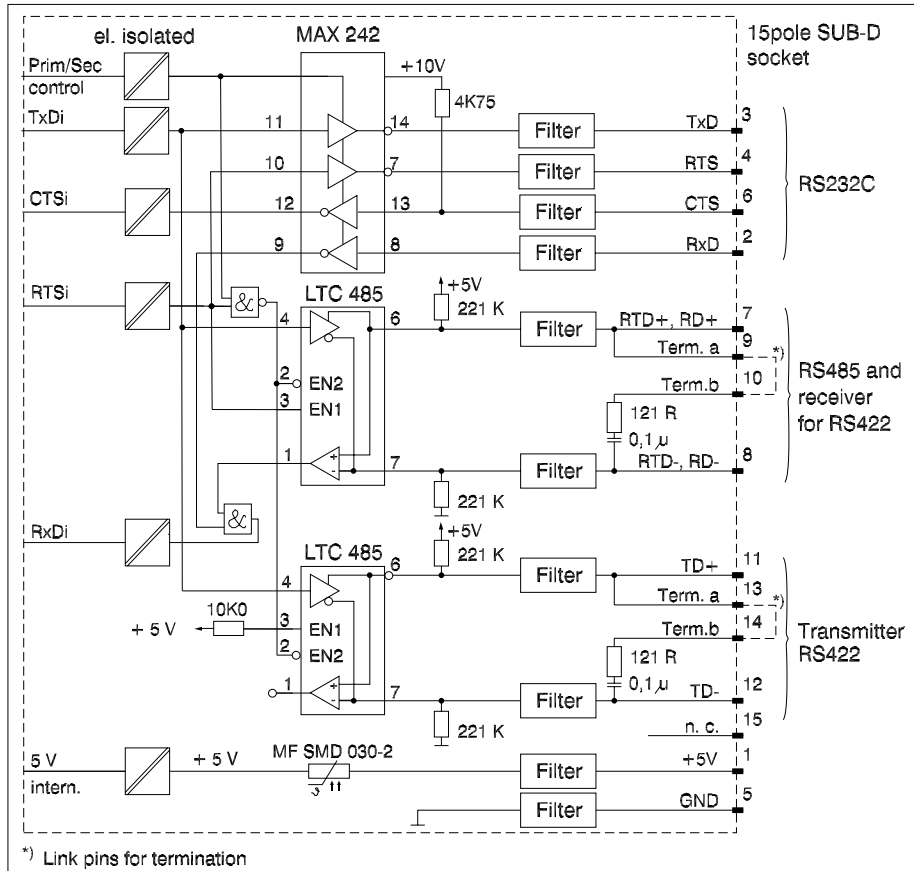 el. isolated
MAX 242
15pole SUB-D
socket
Prim/Sec
control
+10V
4K75
TxDi
11
14
Filter
TxD
3
10
7
Filter
RTS
4
RS232C
CTSi
12
13
Filter
CTS
6
9
8
Filter
RxD
2
RTSi
&
LTC 485
+5V
221 K
4
6
Filter
RTD+, RD+
7
Term. a
9
*)
2
EN2
Term.b
10
RS485 and
receiver
for RS422
3
EN1
121 R
0,1 µ
1
+
-
7
Filter
RTD-, RD-
8
221 K
&
RxDi
LTC 485
+5V
221 K
4
6
Filter
TD+
11
Term. a
13
*)
10K0
+ 5 V
3
EN1
Term.b
14
Transmitter
RS422
2
EN2
121 R
0,1 µ
1
+
-
7
Filter
TD-
12
221 K
n. c.
15
5 V
intern.
+ 5 V
MF SMD 030-2
Filter
+5V
1
Filter
GND
5
*) Link pins for termination